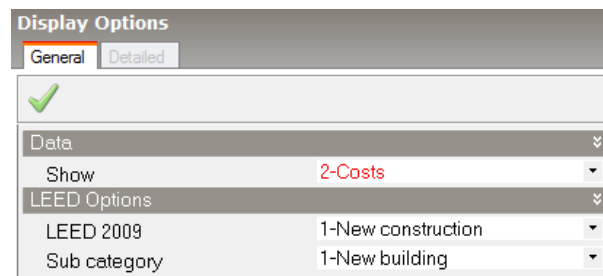 Display Options
General Detailed
Data
Show 2-Costs
LEED Options
LEED 2009 1-New construction
Sub category 1-New building